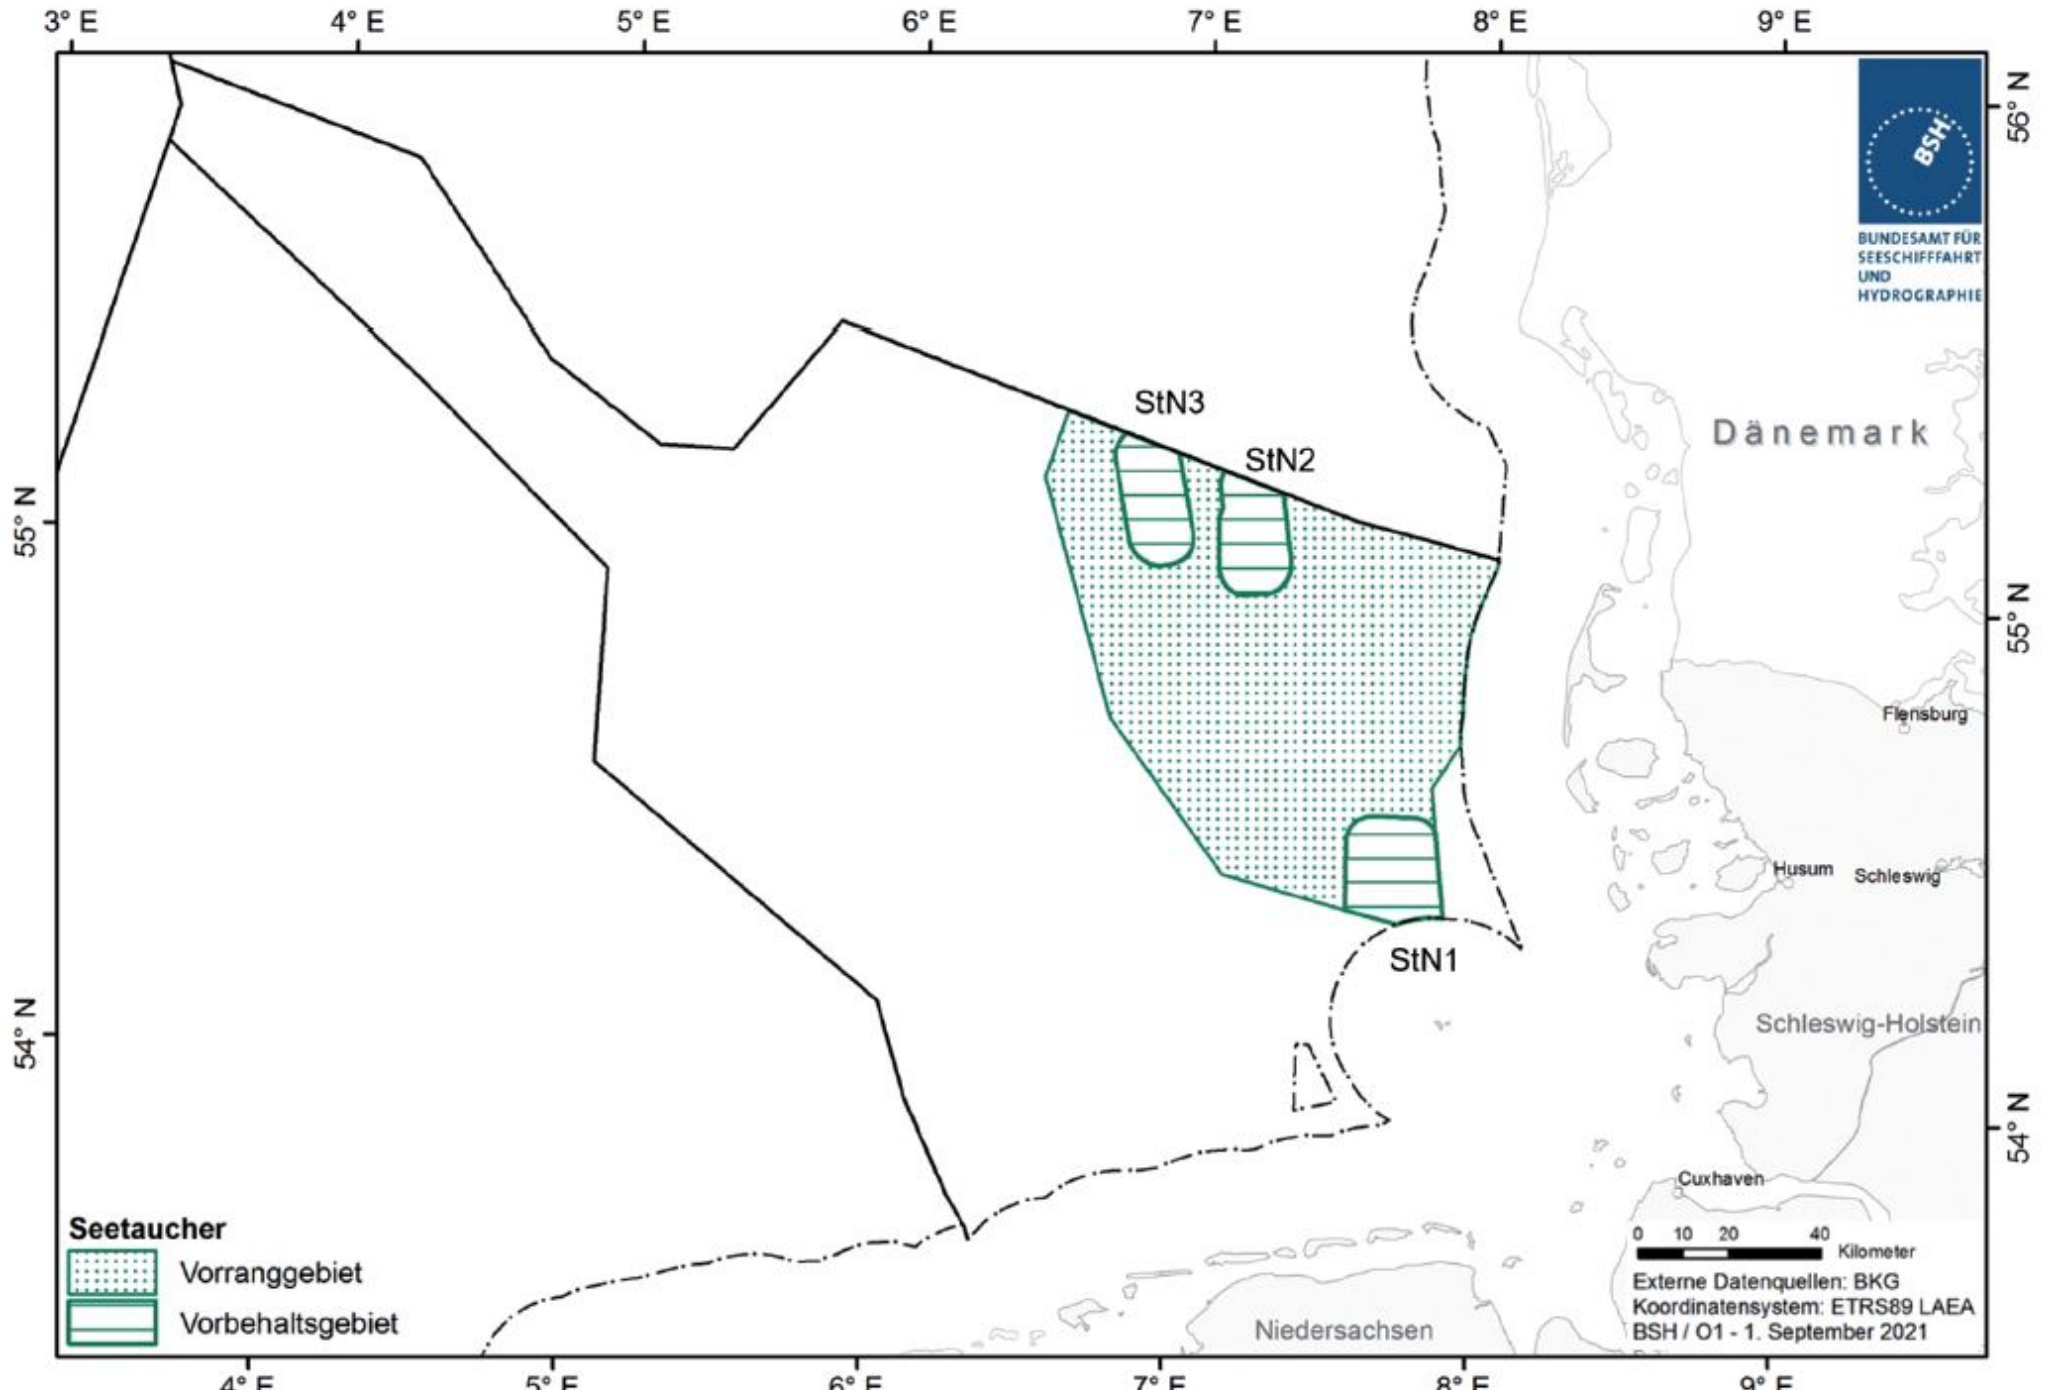 3° E 4° E 5° E 6° E 7° E 8° E 9° E
56° N
BSH
BUNDESAMT FÜR
SEESCHIFFFAHRT
UND
HYDROGRAPHIE
StN3
Dänemark
StN2
55° N
55° N
Flensburg
Husum
Schleswig
StN1
54° N
Schleswig-Holstein
54° N
Cuxhaven
Seetaucher
Vorranggebiet
Vorbehaltsgebiet
0 10 20 40
Kilometer
Externe Datenquellen: BKG
Koordinatensystem: ETRS89 LAEA
BSH / O1 - 1. September 2021
Niedersachsen
4° E 5° E 6° E 7° E 8° E 9° E